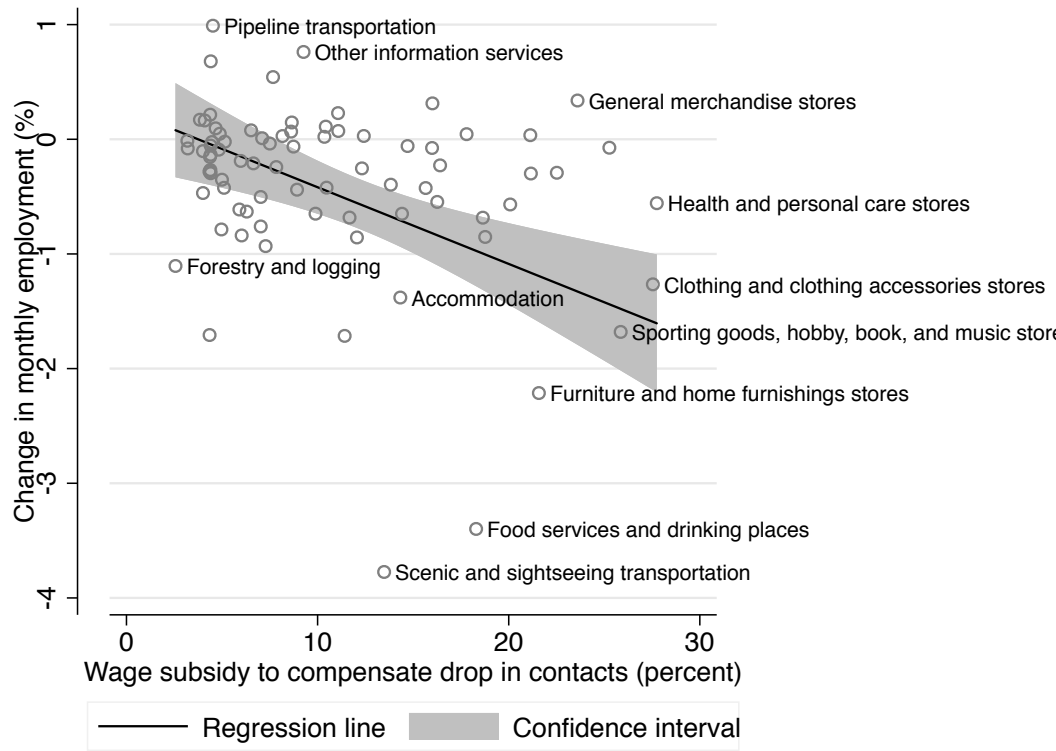 Change in monthly employment (%)
1
0
-1
-2
-3
-4
Pipeline transportation
Other information services
General merchandise stores
Health and personal care stores
Forestry and logging
Clothing and clothing accessories stores
Accommodation
Sporting goods, hobby, book, and music store
Furniture and home furnishings stores
Food services and drinking places
Scenic and sightseeing transportation
0 10 20 30
Wage subsidy to compensate drop in contacts (percent)
Regression line Confidence interval